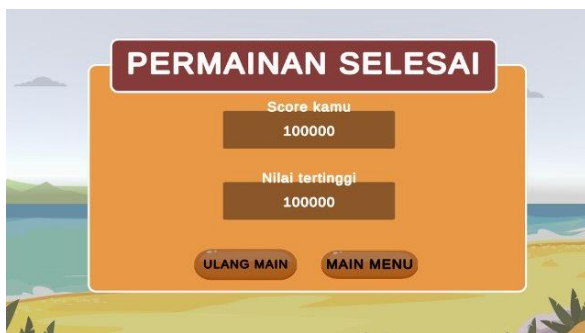 PERMAINAN SELESAI
Score kamu
100000
Nilai tertinggi
100000
ULANG MAIN MAIN MENU